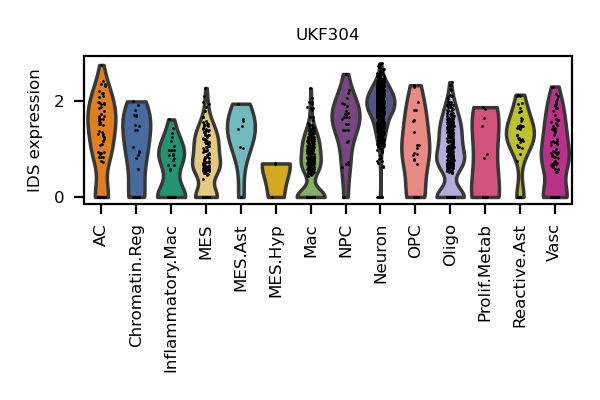 UKF304
IDS expression
2
0
AC
Chromatin.Reg
Inflammatory.Mac
MES
MES.Ast
MES.Hyp
Mac
NPC
Neuron
OPC
Oligo
Prolif.Metab
Reactive.Ast
Vasc